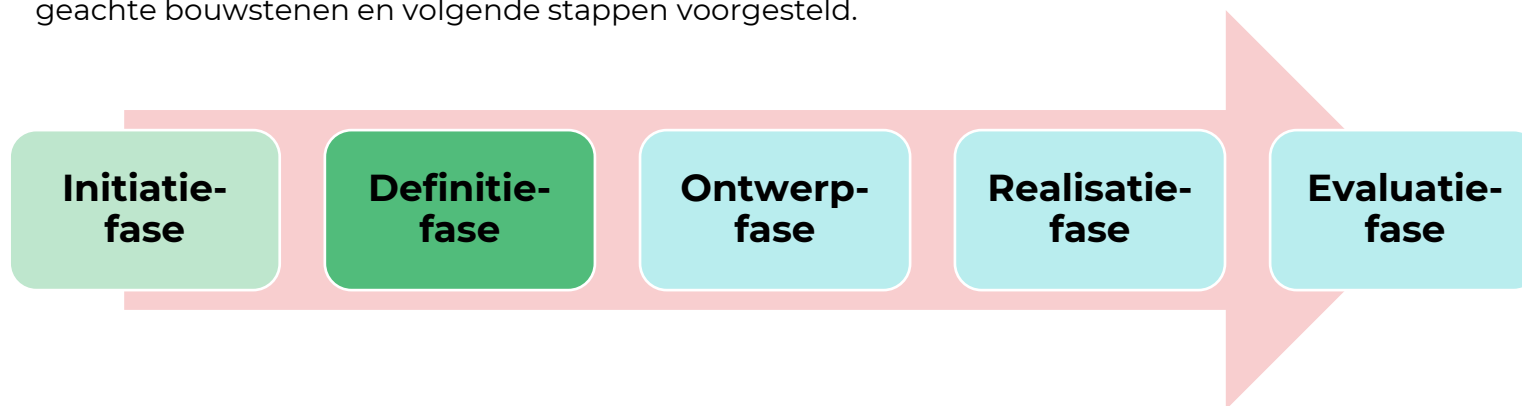 geachte bouwstenen en volgende stappen voorgesteld.
Initiatie-
fase
Definitie-
fase
Ontwerp-
fase
Realisatie-
fase
Evaluatie-
fase